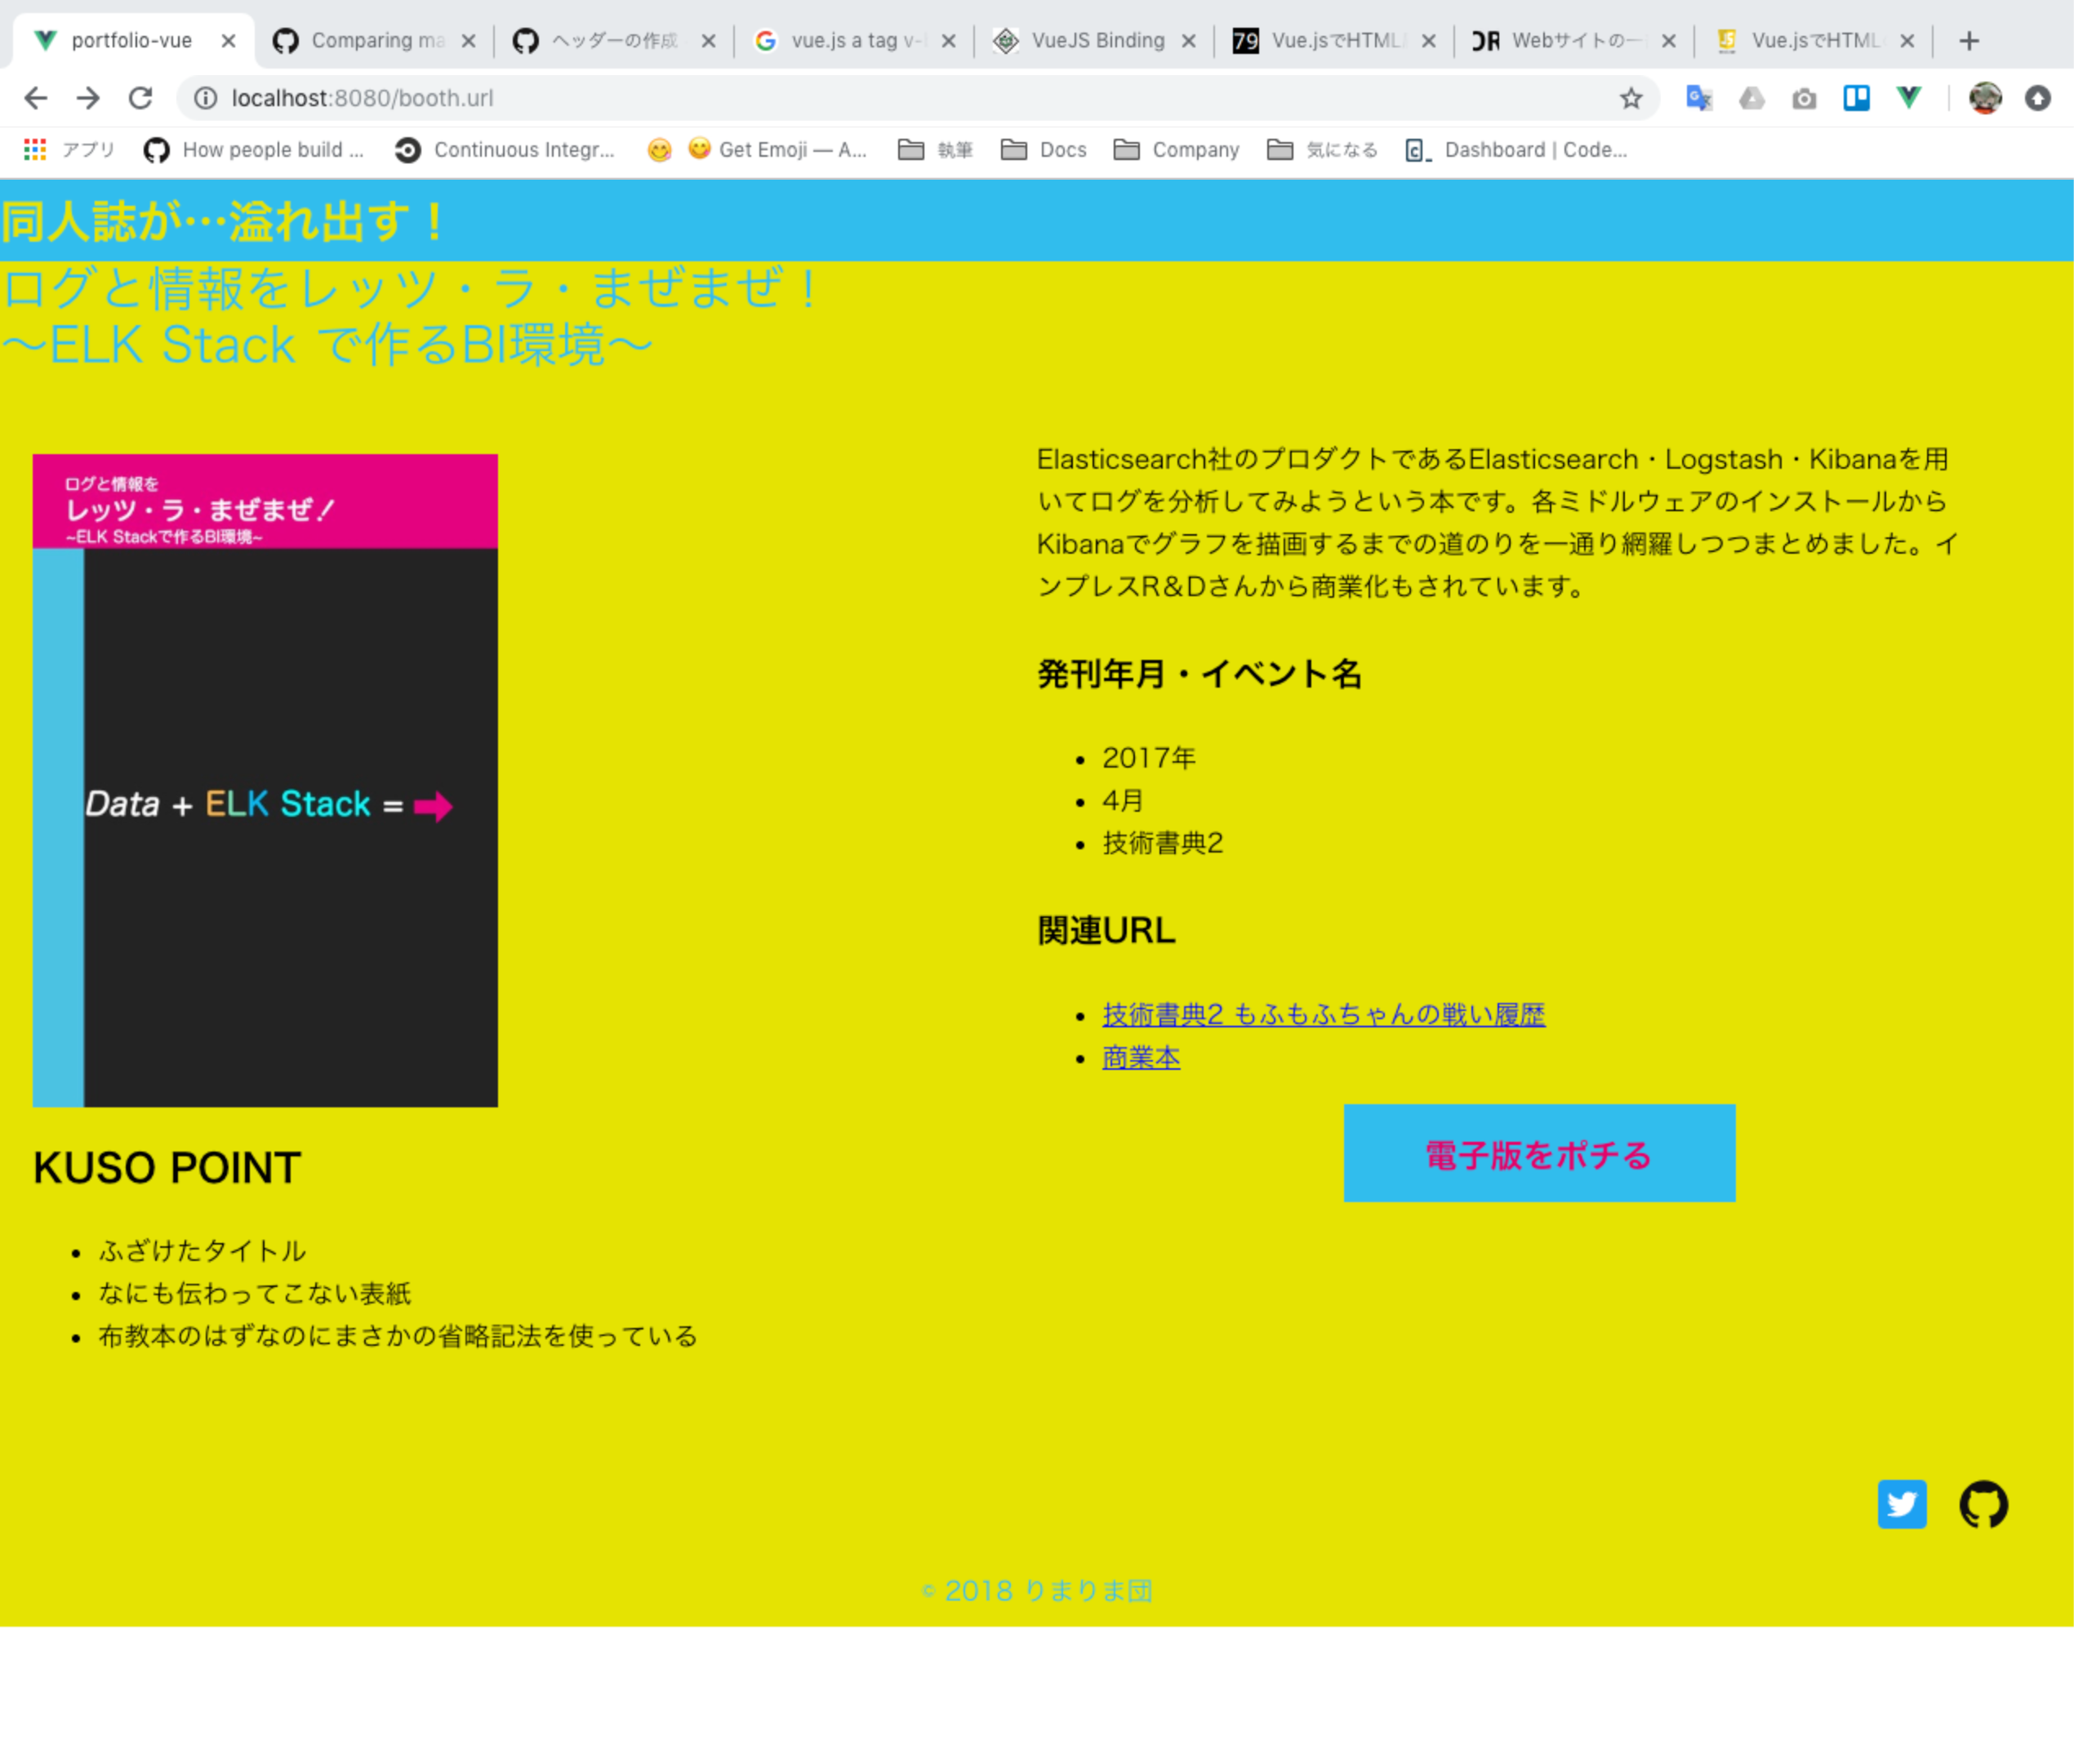 portfolio-vue
Comparing ma
ヘッダーの作成
vue.js a tag v-
VueJS Binding
79 Vue.jsでHTML
Webサイトの一
Vue.jsでHTML
localhost:8080/booth.url
アプリ
How people build ...
Continuous Integr...
Get Emoji — A...
執筆
Docs
Company
気になる
Dashboard | Code...
同人誌が…溢れ出す！
ログと情報をレッツ・ラ・まぜまぜ！
〜ELK Stack で作るBI環境〜
ログと情報を
レッツ・ラ・まぜまぜ！
~ELK Stackで作るBI環境~
Data + ELK Stack =
KUSO POINT
• ふざけたタイトル
• なにも伝わってこない表紙
• 布教本のはずなのにまさかの省略記法を使っている
Elasticsearch社のプロダクトであるElasticsearch・Logstash・Kibanaを用
いてログを分析してみようという本です。各ミドルウェアのインストールから
Kibanaでグラフを描画するまでの道のりを一通り網羅しつつまとめました。イ
ンプレスR&Dさんから商業化もされています。
発刊年月・イベント名
• 2017年
• 4月
• 技術書典2
関連URL
• 技術書典2 もふもふちゃんの戦い履歴
• 商業本
電子版をポチる
© 2018 りまりま団